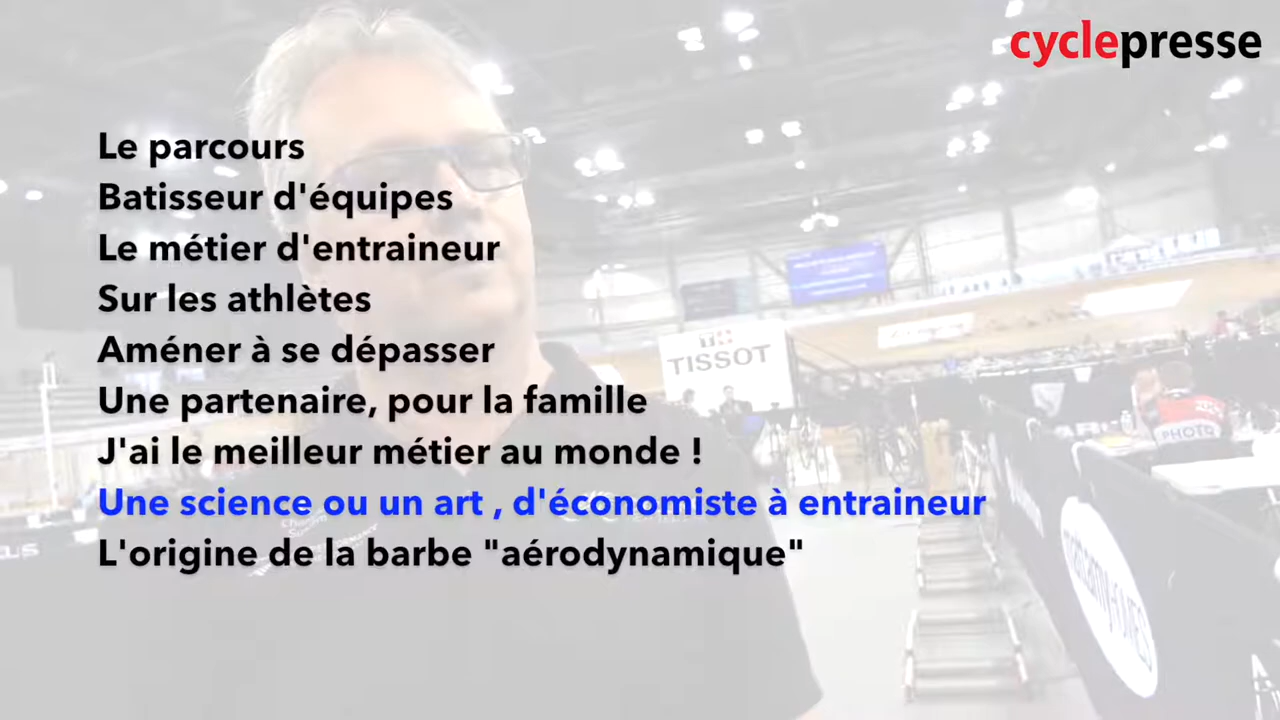 cyclepresse
Le parcours
Batisseur d'équipes
Le métier d'entraineur
Sur les athlètes
Améner à se dépasser
Une partenaire, pour la famille
J'ai le meilleur métier au monde !
Une science ou un art , d'économiste à entraineur
L'origine de la barbe "aérodynamique"
TISSOT
PHOTO